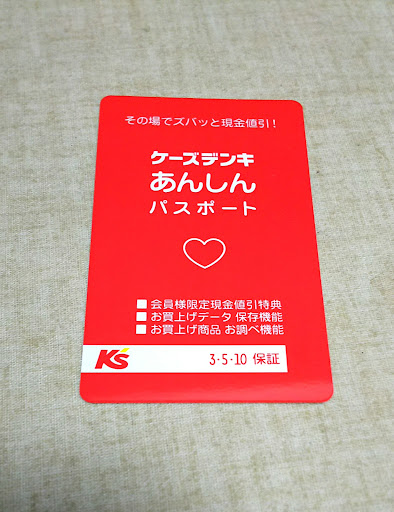 その場でズバッと現金値引!
ケーズデンキ
あんしん
パスポート
■会員様限定現金値引特典
■お買上げデータ 保存機能
■お買上げ商品 お調べ機能
K's 3・5・10 保証